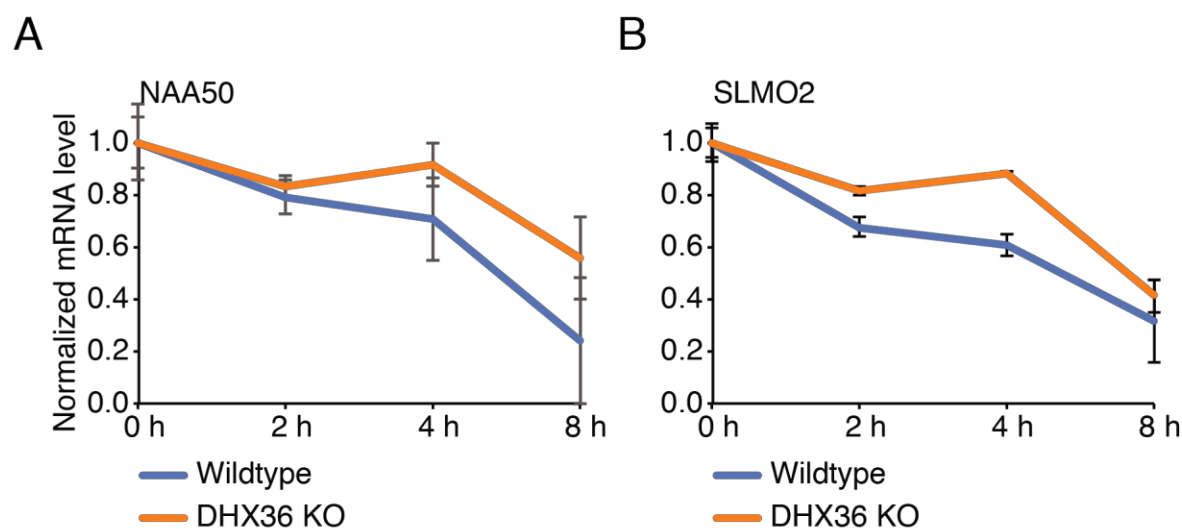 A
NAA50
Normalized mRNA level
1.0
0.8
0.6
0.4
0.2
0.0
0 h
2 h
4 h
8 h
Wildtype
DHX36 KO
B
SLMO2
1.0
0.8
0.6
0.4
0.2
0.0
0 h
2 h
4 h
8 h
Wildtype
DHX36 KO